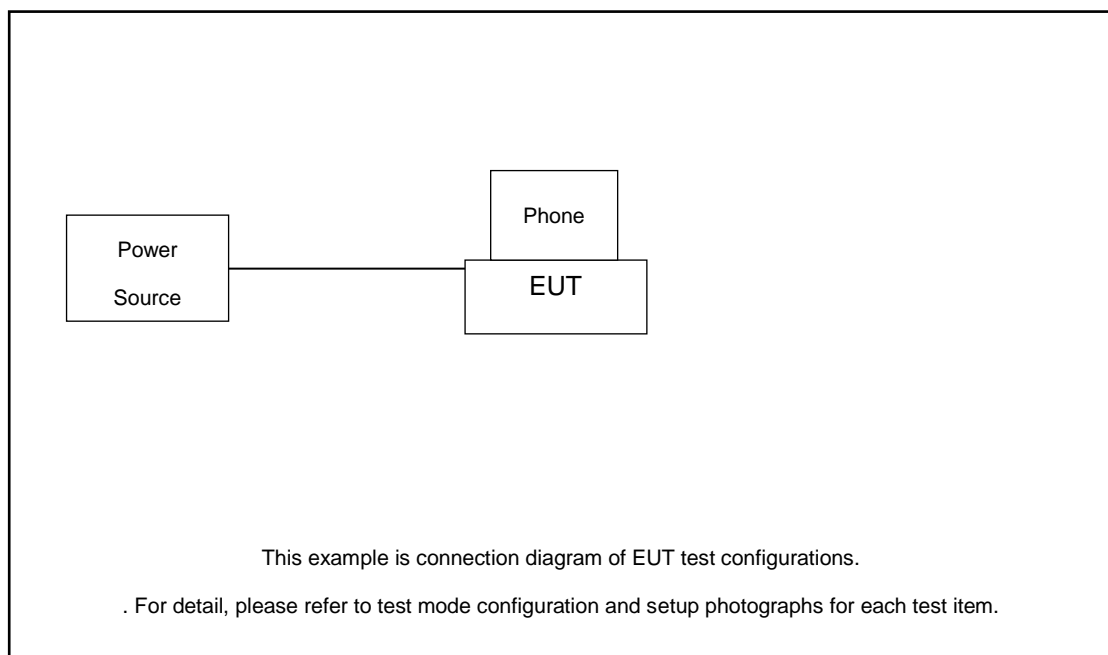 Phone
Power
Source
EUT
This example is connection diagram of EUT test configurations.
. For detail, please refer to test mode configuration and setup photographs for each test item.